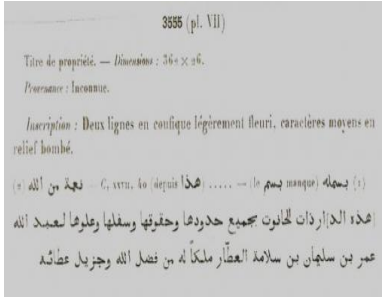 3555 (pl. VII)
Titre de propriété. — Dimensions : 364 × 26.
Provenance : Inconnue.
Inscription : Deux lignes en coufique légèrement fleuri, caractères moyens en
relief bombé.
(1) بسمله (le بسم manque) — ..... (depuis هذا) C, XXVII, 40 — (2) نعمة من الله
(هذه الد)ار ذات الحانوت بجميع حدودها وحقوقها وسفلها وعلوها لعبد الله
عمر بن سليمان بن سلامة العطّار ملكاً له من فضل الله وجزيل عطائه